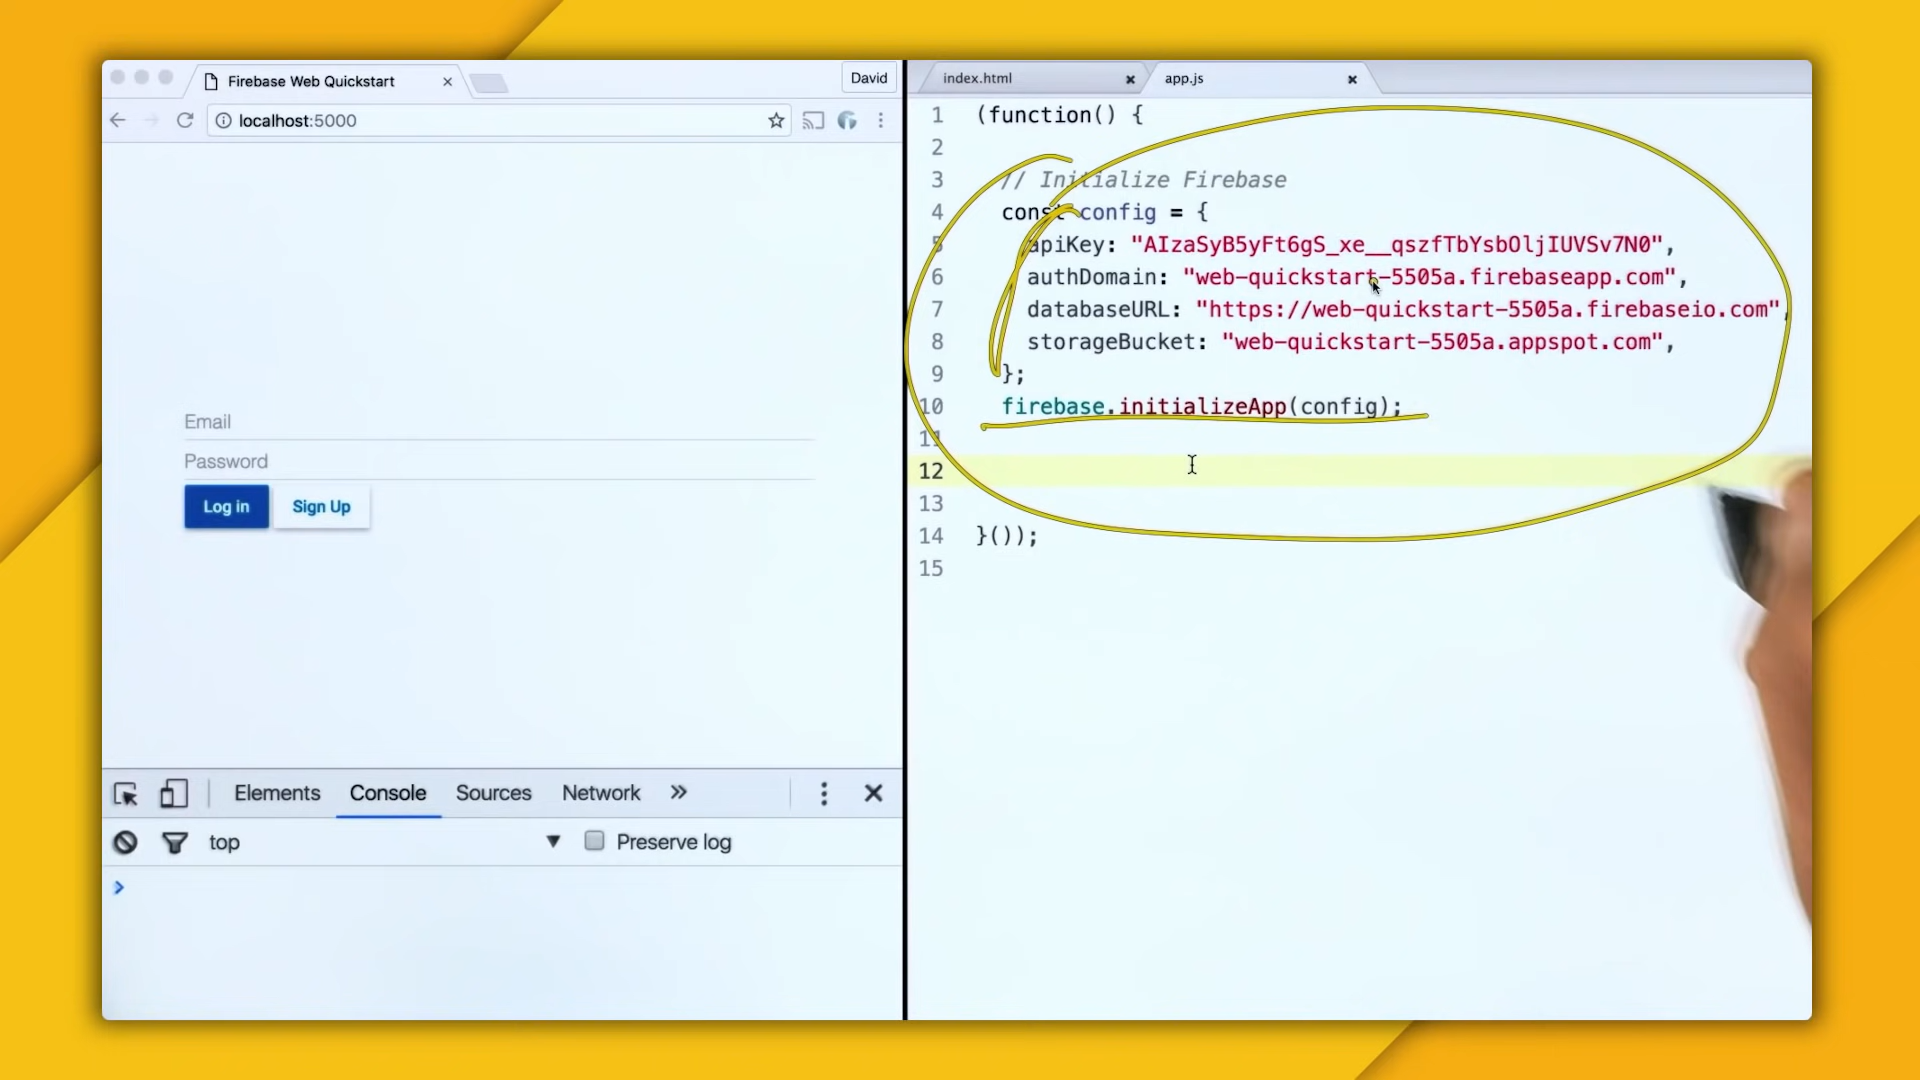 Firebase Web Quickstart
David
localhost:5000
Email
Password
Log in
Sign Up
Elements
Console
Sources
Network
top
Preserve log
index.html
app.js
1 (function() {
2
3 // Initialize Firebase
4 const config = {
5 apiKey: "AIzaSyB5yFt6gS_xe__qszfTbYsbOljIUVSv7N0",
6 authDomain: "web-quickstart-5505a.firebaseapp.com",
7 databaseURL: "https://web-quickstart-5505a.firebaseio.com",
8 storageBucket: "web-quickstart-5505a.appspot.com",
9 };
10 firebase.initializeApp(config);
11
12
13
14 }());
15